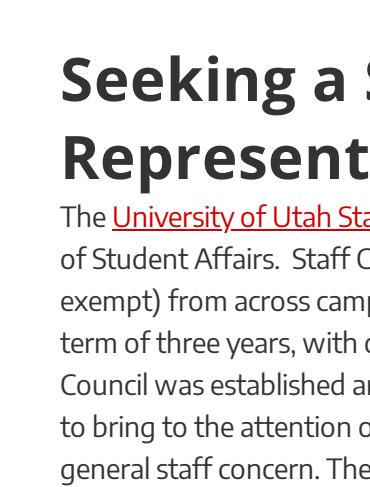 Seeking a
Represent
The University of Utah Sta
of Student Affairs.  Staff C
exempt) from across camp
term of three years, with
Council was established a
to bring to the attention o
general staff concern. The